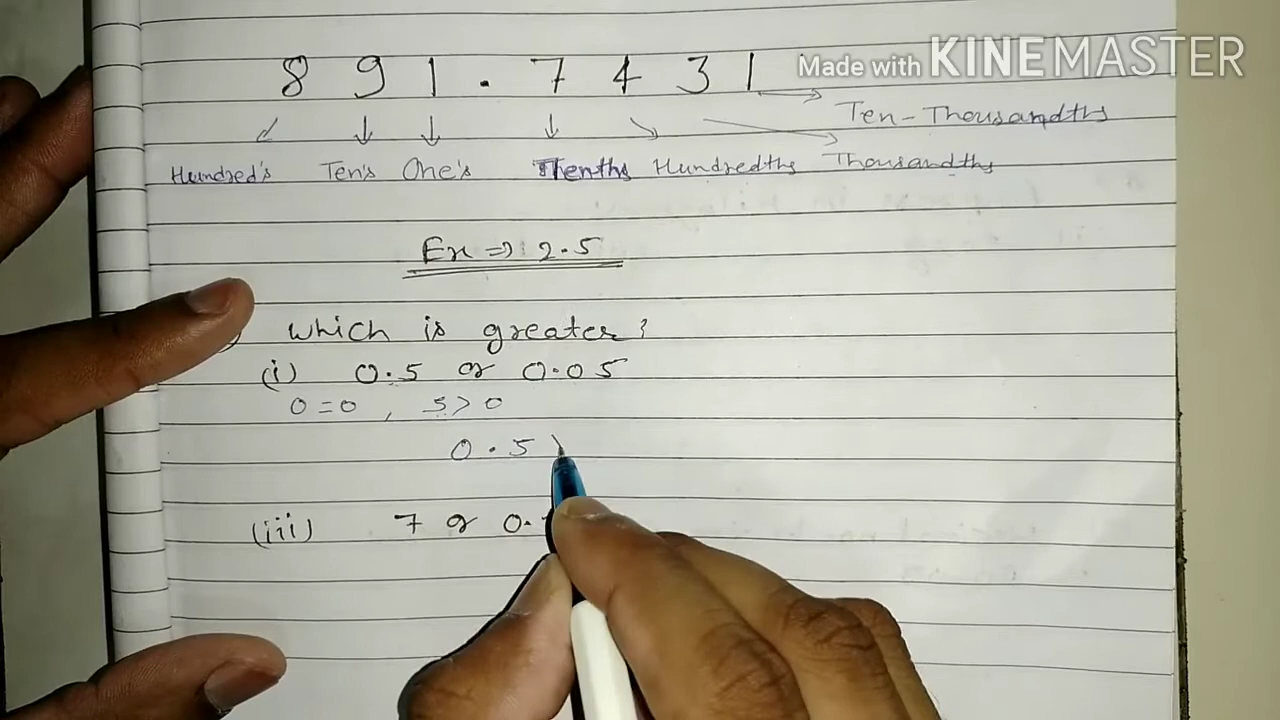 8 9 1 . 7 4 3 1
Made with KINEMASTER
Ten-Thousandths
Hundred's Ten's One's Tenths Hundredths Thousandths
Ex => 2.5
Which is greater?
(i) 0.5 or 0.05
0 = 0 , 5 > 0
0.5 >
(iii) 7 or 0.